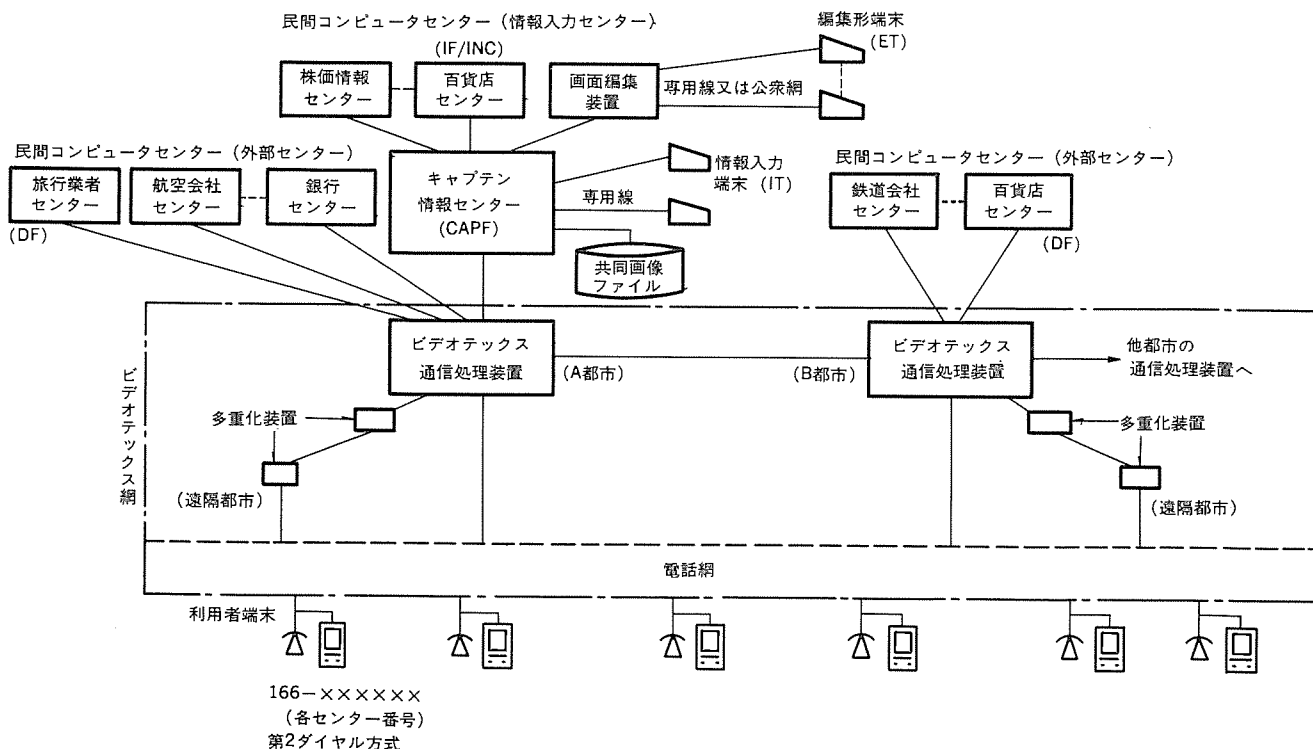 民間コンピュータセンター（情報入力センター）
(IF/INC)
編集形端末
(ET)
株価情報
センター
百貨店
センター
画面編集
装置
専用線又は公衆網
民間コンピュータセンター（外部センター）
旅行業者
センター
(DF)
航空会社
センター
銀行
センター
キャプテン
情報センター
(CAPF)
情報入力
端末 (IT)
専用線
共同画像
ファイル
民間コンピュータセンター（外部センター）
鉄道会社
センター
百貨店
センター
(DF)
ビデオテックス網
ビデオテックス
通信処理装置
(A都市)
(B都市)
ビデオテックス
通信処理装置
他都市の
通信処理装置へ
多重化装置
(遠隔都市)
多重化装置
(遠隔都市)
電話網
利用者端末
166－××××××
(各センター番号)
第2ダイヤル方式